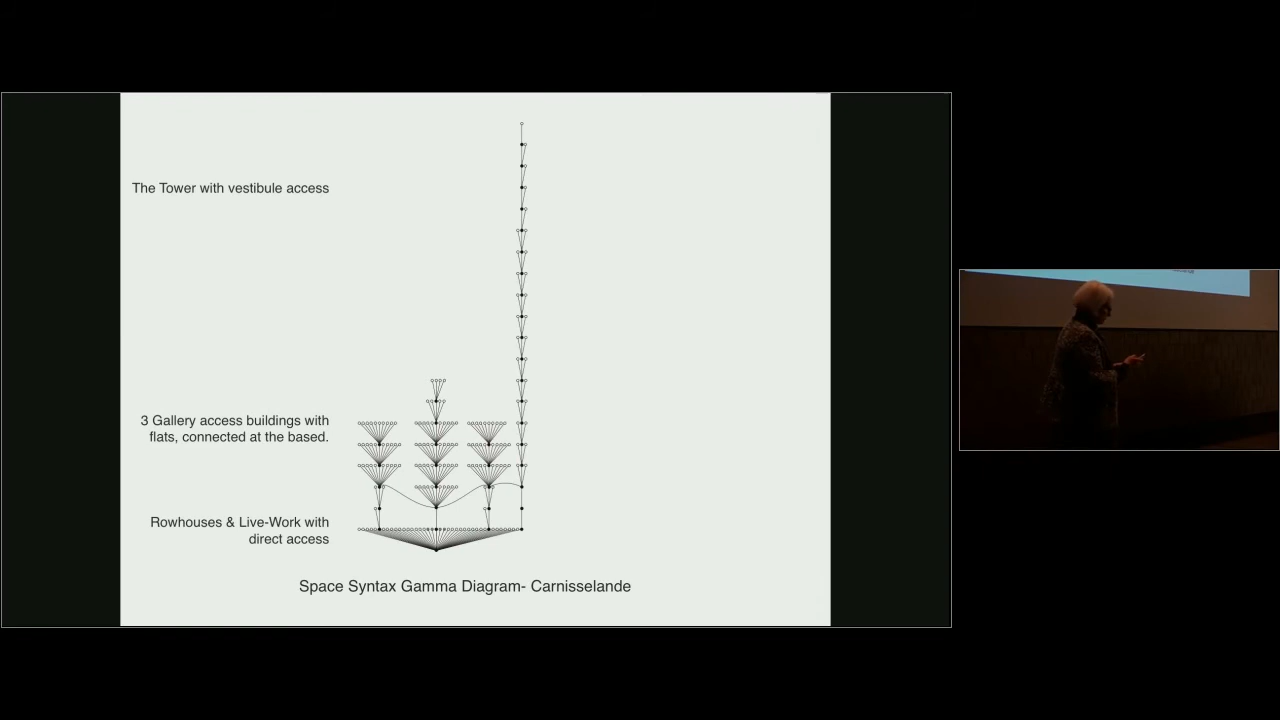 The Tower with vestibule access
3 Gallery access buildings with
flats, connected at the based.
Rowhouses & Live-Work with
direct access
Space Syntax Gamma Diagram- Carnisselande